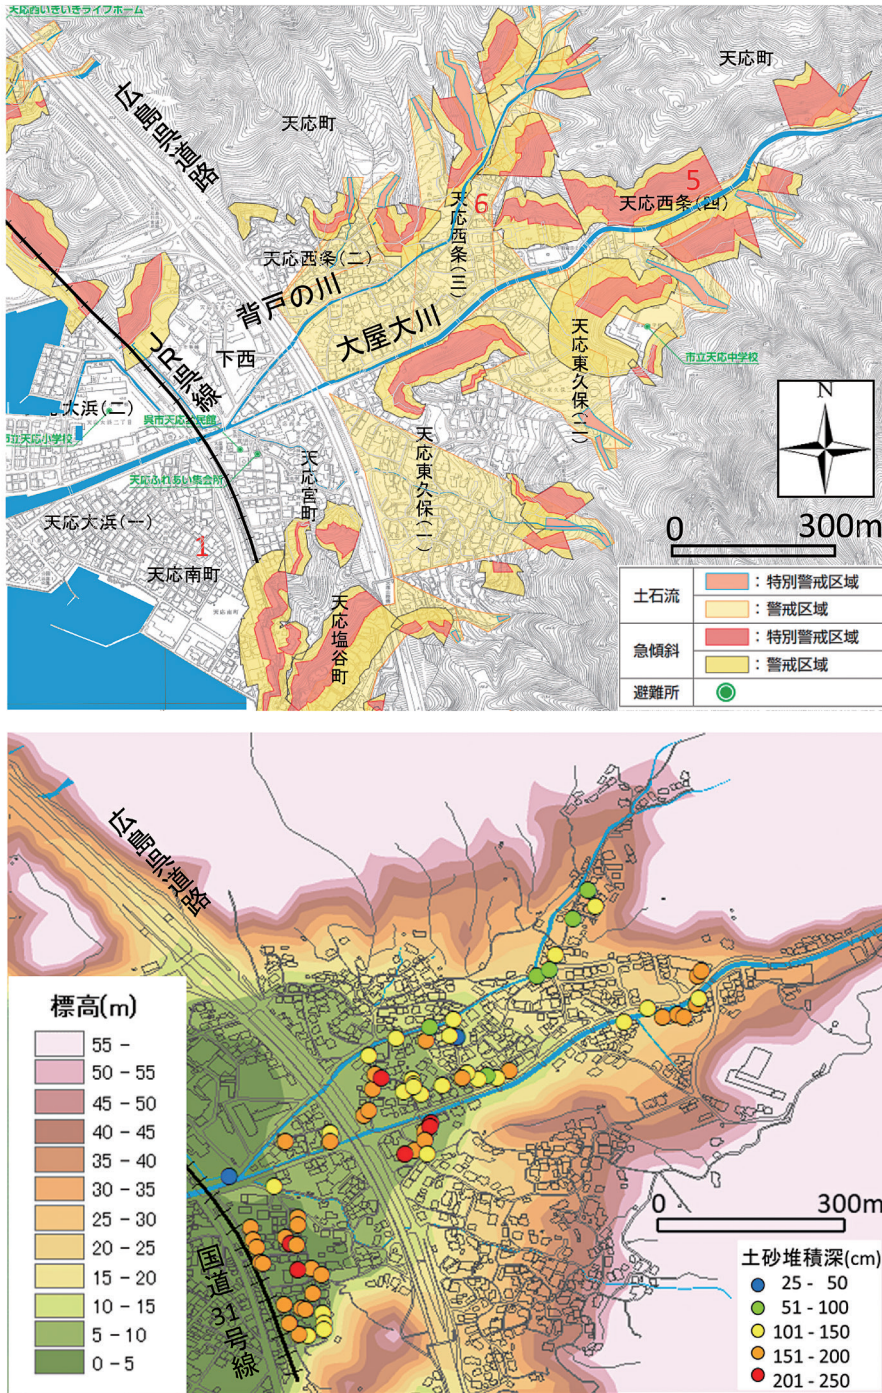 天応西いきいきライフホーム
広島呉道路
天応町
天応町
5
天応西条(四)
6
天応西条(三)
天応西条(二)
背戸の川
大屋大川
下西
JR呉線
天応東久保(二)
市立天応中学校
大浜(二)
市立天応小学校
呉市天応公民館
天応ふれあい集会所
天応宮町
天応東久保(一)
天応大浜(一)
1
天応南町
天応塩谷町
N
0 300m
土石流
:特別警戒区域
:警戒区域
急傾斜
:特別警戒区域
:警戒区域
避難所
広島呉道路
標高(m)
55 -
50 - 55
45 - 50
40 - 45
35 - 40
30 - 35
25 - 30
20 - 25
15 - 20
10 - 15
5 - 10
0 - 5
国道31号線
0 300m
土砂堆積深(cm)
25 - 50
51 - 100
101 - 150
151 - 200
201 - 250